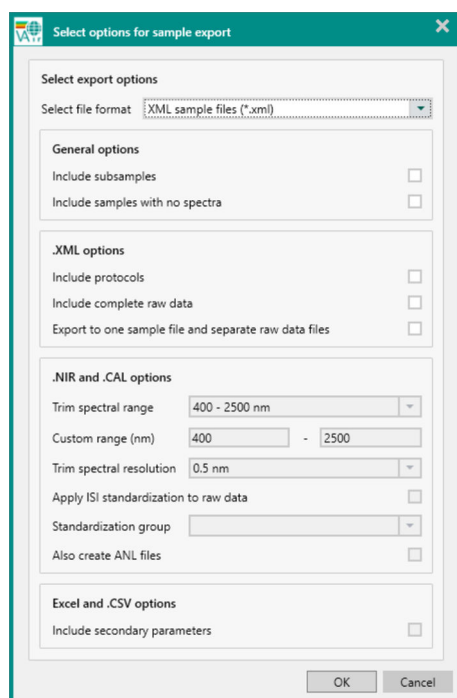 Select options for sample export
Select export options
Select file format XML sample files (*.xml)
General options
Include subsamples
Include samples with no spectra
.XML options
Include protocols
Include complete raw data
Export to one sample file and separate raw data files
.NIR and .CAL options
Trim spectral range 400 - 2500 nm
Custom range (nm) 400 - 2500
Trim spectral resolution 0.5 nm
Apply ISI standardization to raw data
Standardization group
Also create ANL files
Excel and .CSV options
Include secondary parameters
OK Cancel